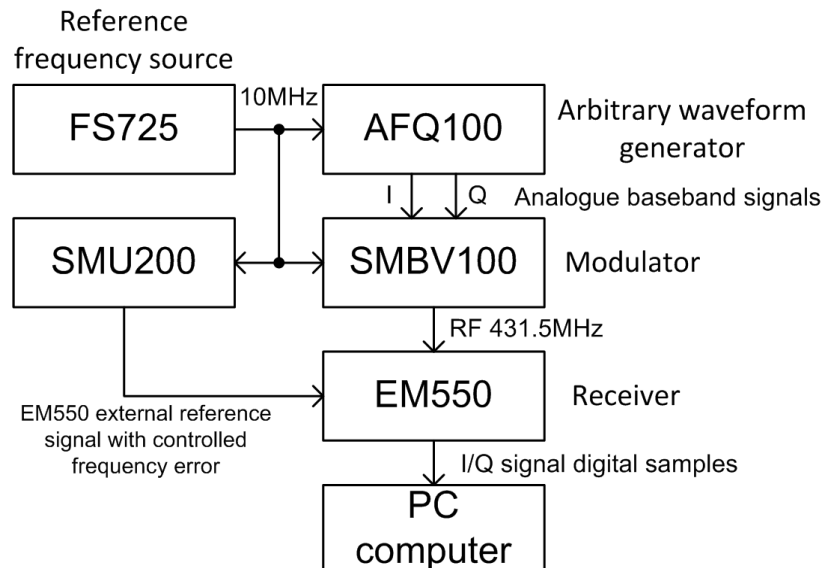 Reference
frequency source
FS725
10MHz
AFQ100
Arbitrary waveform
generator
I
Q
Analogue baseband signals
SMU200
SMBV100
Modulator
RF 431.5MHz
EM550
Receiver
EM550 external reference
signal with controlled
frequency error
I/Q signal digital samples
PC
computer